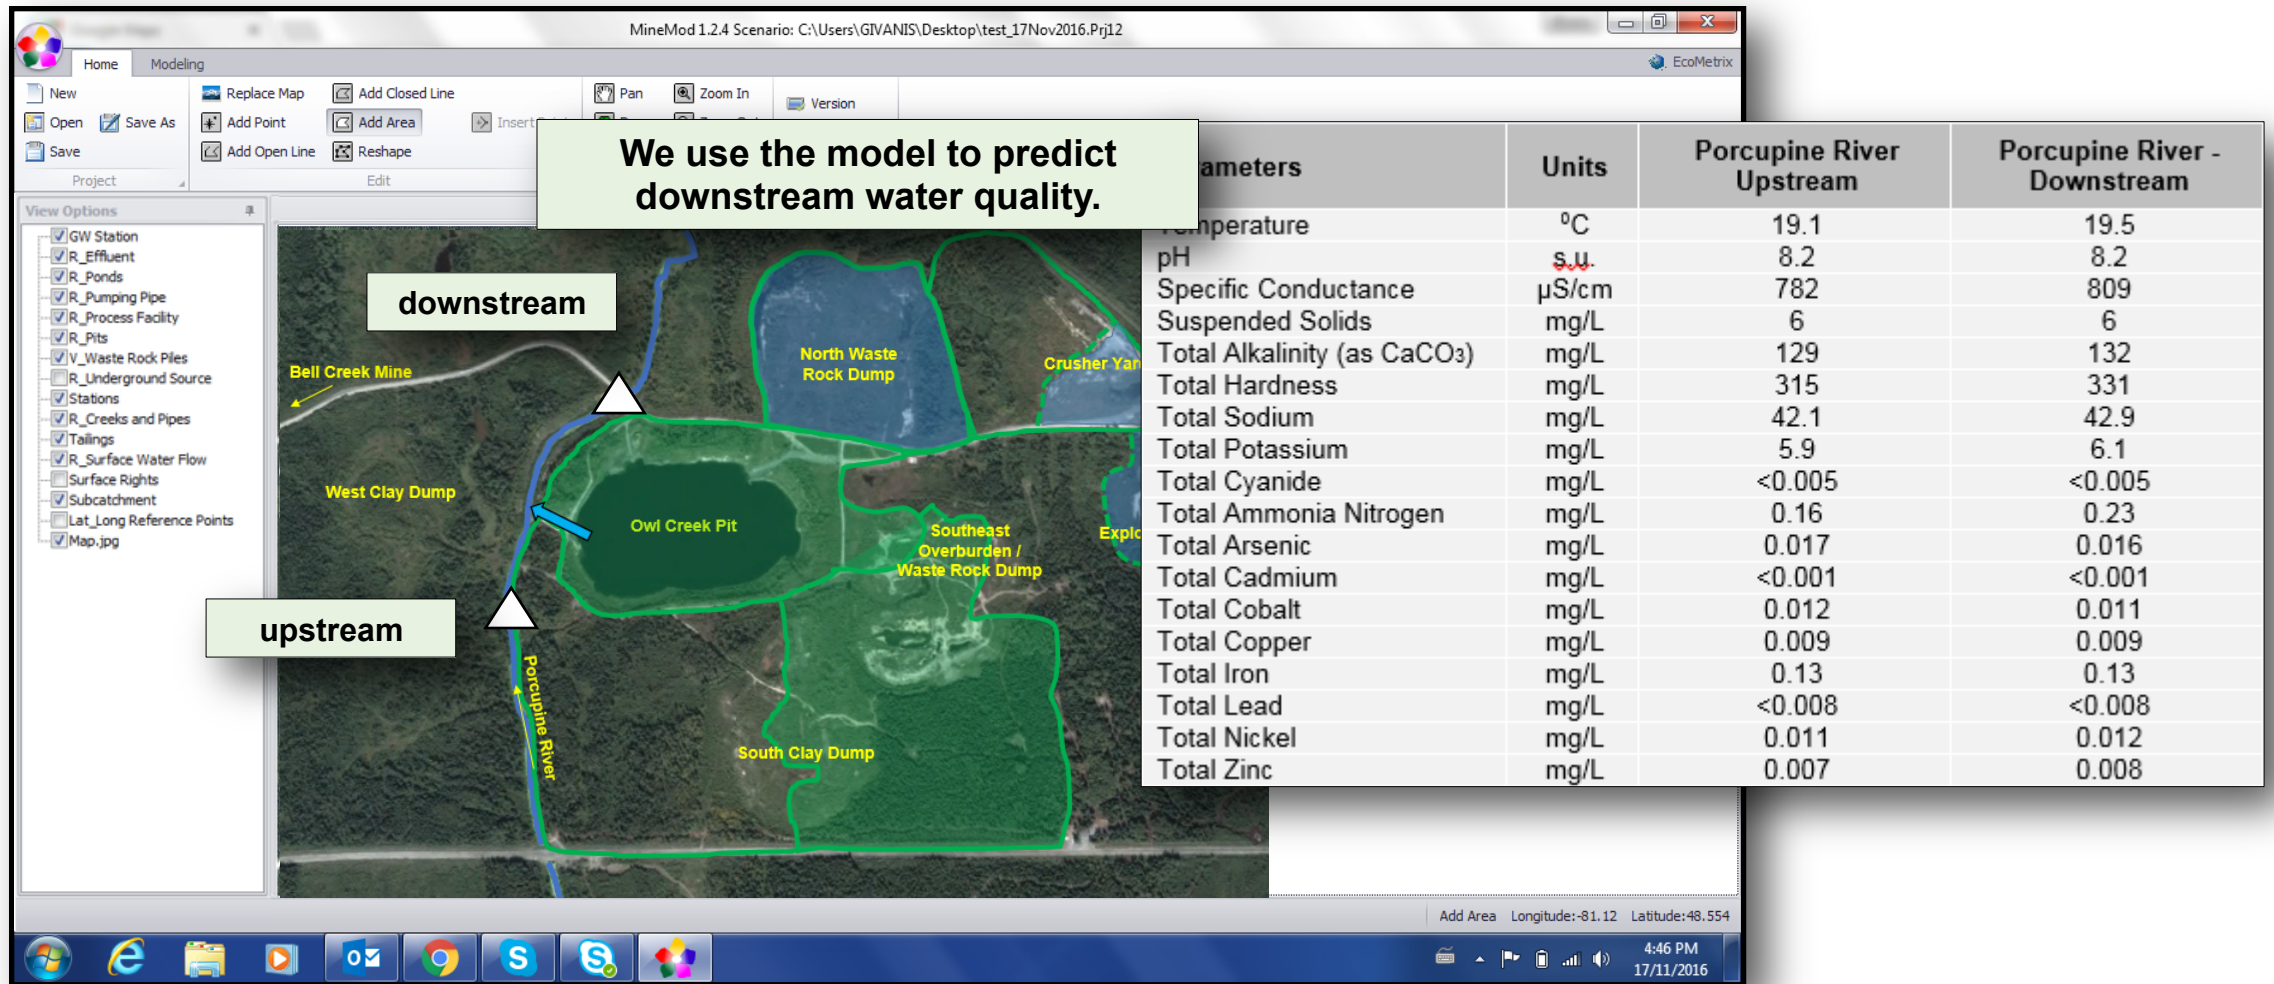 MineMod 1.2.4 Scenario: C:\Users\GIVANIS\Desktop\test_17Nov2016.Prj12
Home Modeling
EcoMetrix
New
Open Save As
Save
Project
Replace Map
Add Point
Add Open Line
Add Closed Line
Add Area
Reshape
Insert
Edit
Pan
Zoom In
Version
View Options
GW Station
R_Effluent
R_Ponds
R_Pumping Pipe
R_Process Facility
R_Pits
V_Waste Rock Piles
R_Underground Source
Stations
R_Creeks and Pipes
Tailings
R_Surface Water Flow
Surface Rights
Subcatchment
Lat_Long Reference Points
Map.jpg
We use the model to predict
downstream water quality.
downstream
upstream
Bell Creek Mine
North Waste
Rock Dump
Crusher Yar
West Clay Dump
Owl Creek Pit
Southeast
Overburden /
Waste Rock Dump
Explo
Porcupine River
South Clay Dump
ameters Units Porcupine River Upstream Porcupine River - Downstream
Temperature ⁰C 19.1 19.5
pH s.u. 8.2 8.2
Specific Conductance µS/cm 782 809
Suspended Solids mg/L 6 6
Total Alkalinity (as CaCO₃) mg/L 129 132
Total Hardness mg/L 315 331
Total Sodium mg/L 42.1 42.9
Total Potassium mg/L 5.9 6.1
Total Cyanide mg/L <0.005 <0.005
Total Ammonia Nitrogen mg/L 0.16 0.23
Total Arsenic mg/L 0.017 0.016
Total Cadmium mg/L <0.001 <0.001
Total Cobalt mg/L 0.012 0.011
Total Copper mg/L 0.009 0.009
Total Iron mg/L 0.13 0.13
Total Lead mg/L <0.008 <0.008
Total Nickel mg/L 0.011 0.012
Total Zinc mg/L 0.007 0.008
Add Area Longitude:-81.12 Latitude:48.554
4:46 PM
17/11/2016